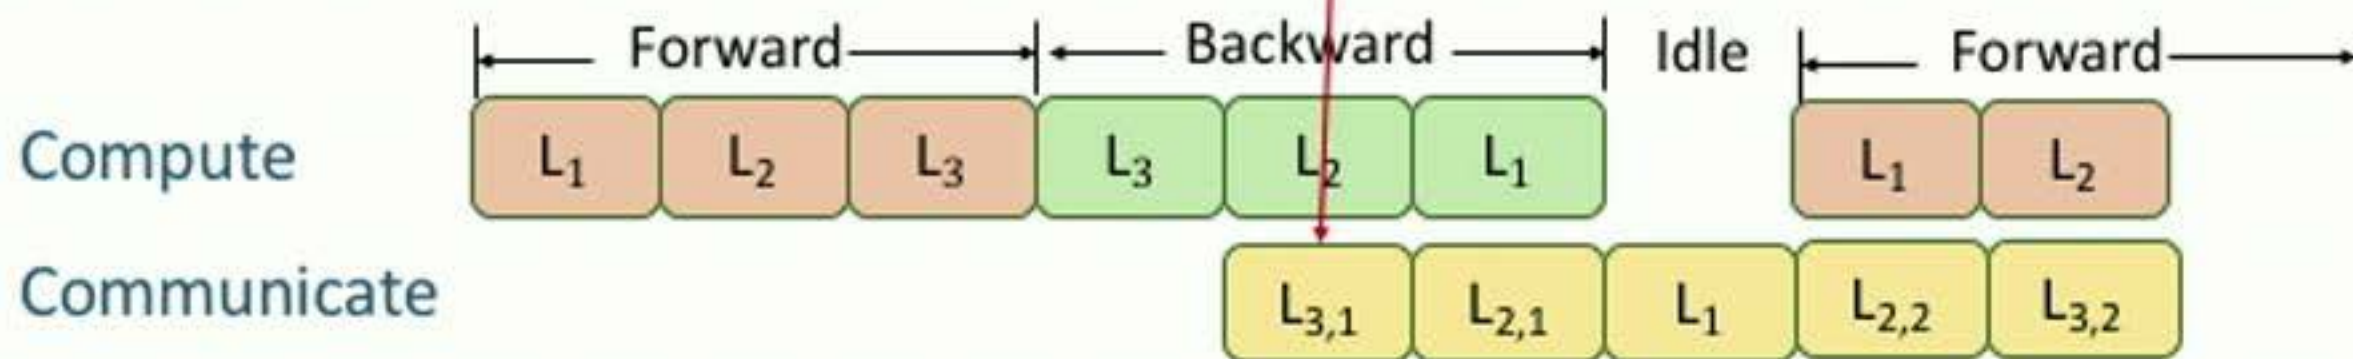 Forward Backward Idle Forward
Compute L₁ L₂ L₃ L₃ L₂ L₁ L₁ L₂
Communicate L₃,₁ L₂,₁ L₁ L₂,₂ L₃,₂